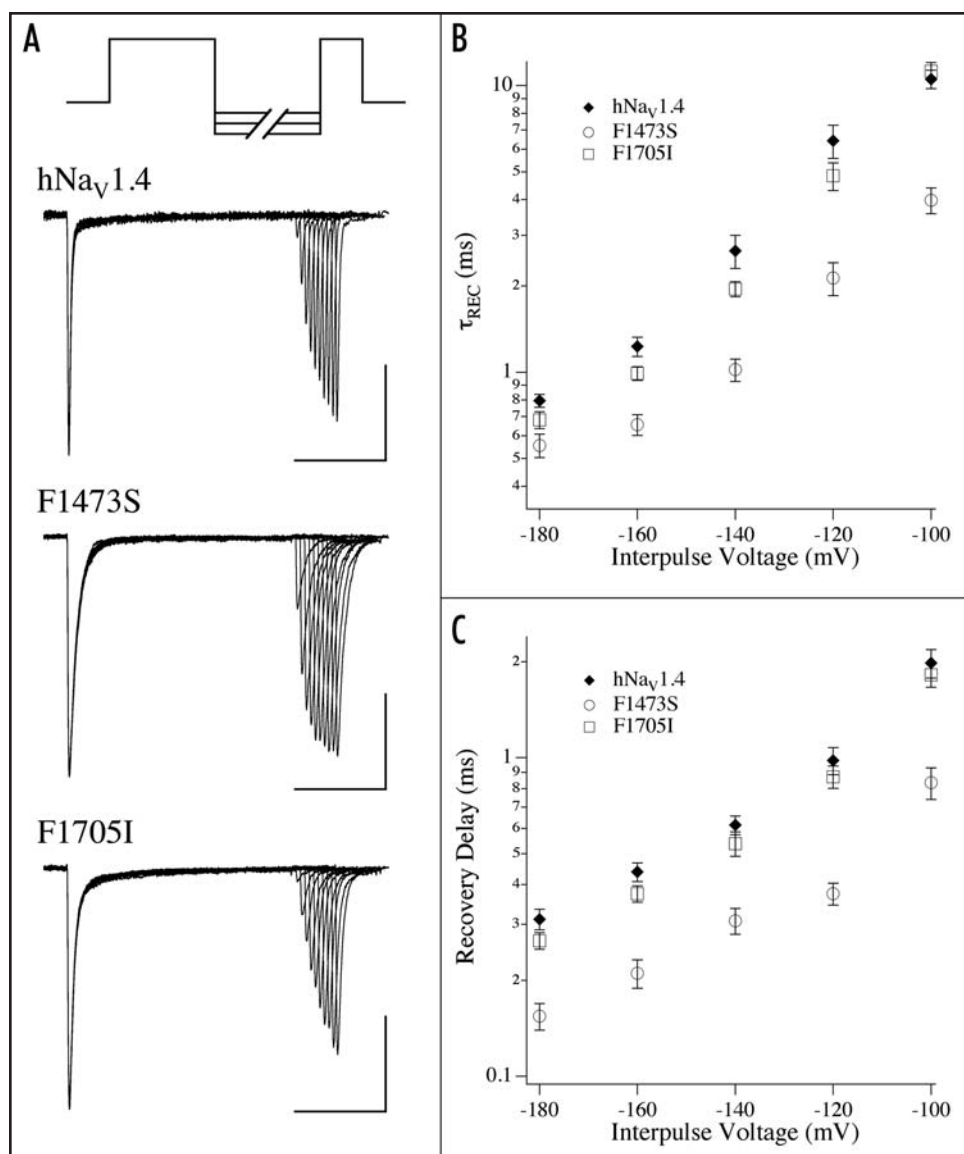 A
hNaV1.4
F1473S
F1705I
B
10
9
8
7
6
5
4
3
2
1
9
8
7
6
5
4
τREC (ms)
hNaV1.4
F1473S
F1705I
-180 -160 -140 -120 -100
Interpulse Voltage (mV)
C
2
1
9
8
7
6
5
4
3
2
0.1
Recovery Delay (ms)
hNaV1.4
F1473S
F1705I
-180 -160 -140 -120 -100
Interpulse Voltage (mV)